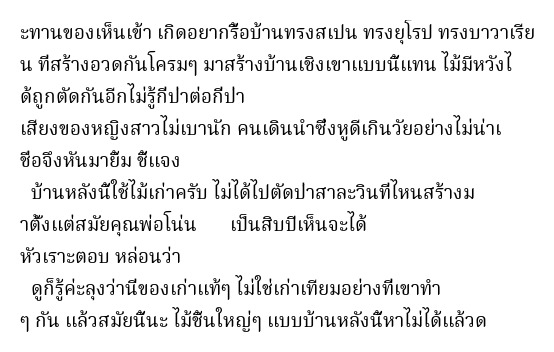 ะทานของเห็นเข้า เกิดอยากรื้อบ้านทรงสเปน ทรงยุโรป ทรงบาวาเรีย
น ที่สร้างอวดกันโครมๆ มาสร้างบ้านเชิงเขาแบบนี้แทน ไม้มีหวังไ
ด้ถูกตัดกันอีกไม่รู้กี่ป่าต่อกี่ป่า
เสียงของหญิงสาวไม่เบานัก คนเดินนำซึ่งหูดีเกินวัยอย่างไม่น่าเ
ชื่อจึงหันมายิ้ม ชี้แจง
บ้านหลังนี้ใช้ไม้เก่าครับ ไม่ได้ไปตัดป่าสาละวินที่ไหนสร้างม
าตั้งแต่สมัยคุณพ่อโน่น เป็นสิบปีเห็นจะได้
หัวเราะตอบ หล่อนว่า
ดูก็รู้ค่ะลุงว่านี่ของเก่าแท้ๆ ไม่ใช่เก่าเทียมอย่างที่เขาทำ
ๆ กัน แล้วสมัยนี้นะ ไม้ชิ้นใหญ่ๆ แบบบ้านหลังนี้หาไม่ได้แล้วด